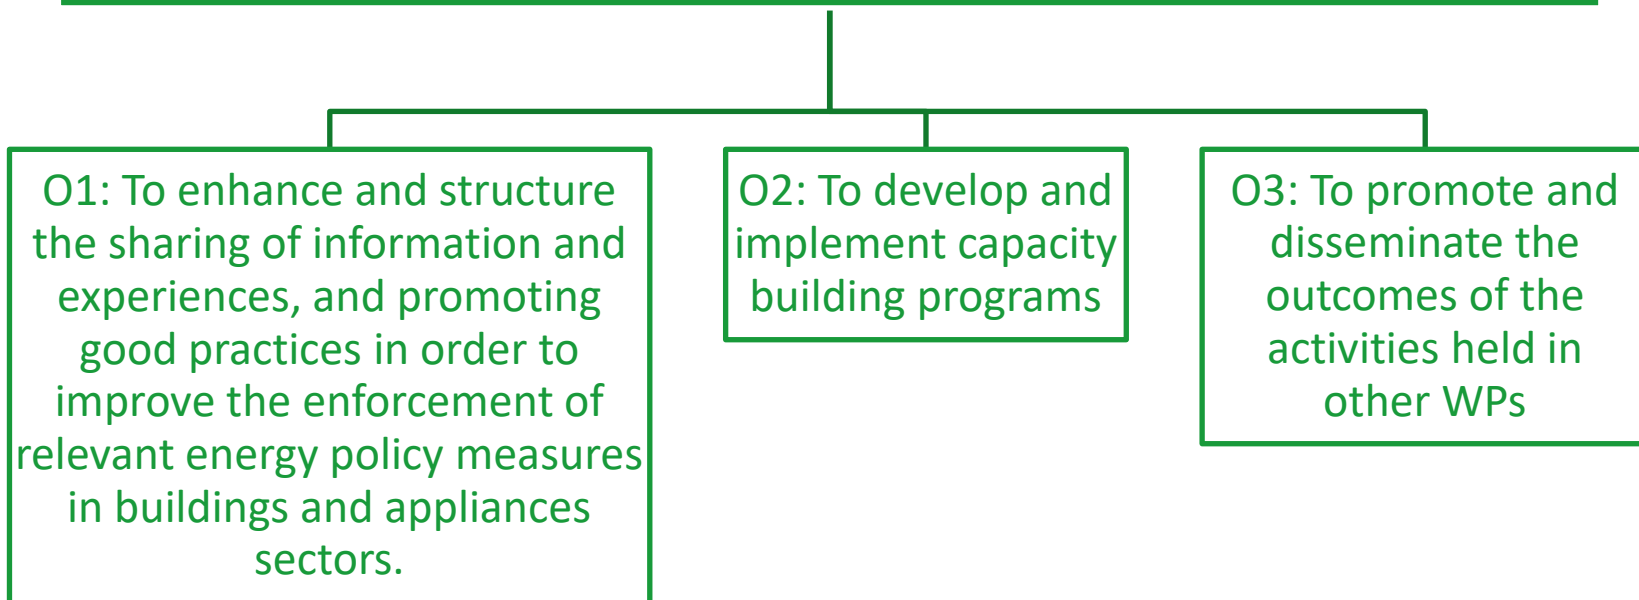 O1: To enhance and structure
the sharing of information and
experiences, and promoting
good practices in order to
improve the enforcement of
relevant energy policy measures
in buildings and appliances
sectors.
O2: To develop and
implement capacity
building programs
O3: To promote and
disseminate the
outcomes of the
activities held in
other WPs